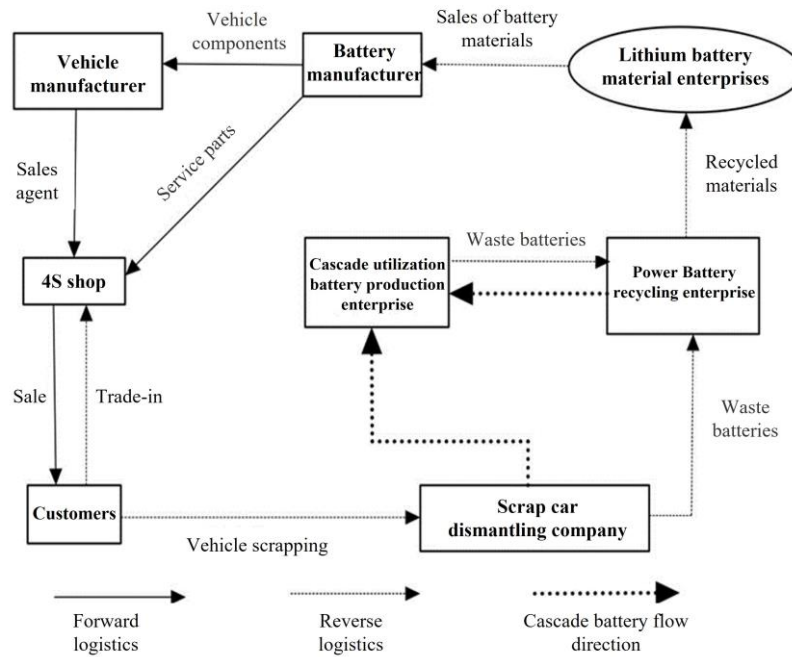 Vehicle
components
Sales of battery
materials
Vehicle
manufacturer
Battery
manufacturer
Lithium battery
material enterprises
Sales
agent
Service parts
Recycled
materials
4S shop
Cascade utilization
battery production
enterprise
Waste batteries
Power Battery
recycling enterprise
Sale
Trade-in
Waste
batteries
Customers
Vehicle scrapping
Scrap car
dismantling company
Forward
logistics
Reverse
logistics
Cascade battery flow
direction